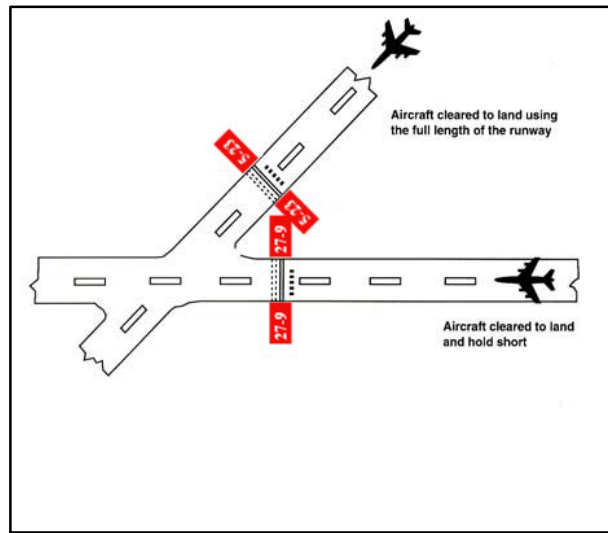 Aircraft cleared to land using
the full length of the runway
5-23
5-23
27-9
27-9
Aircraft cleared to land
and hold short